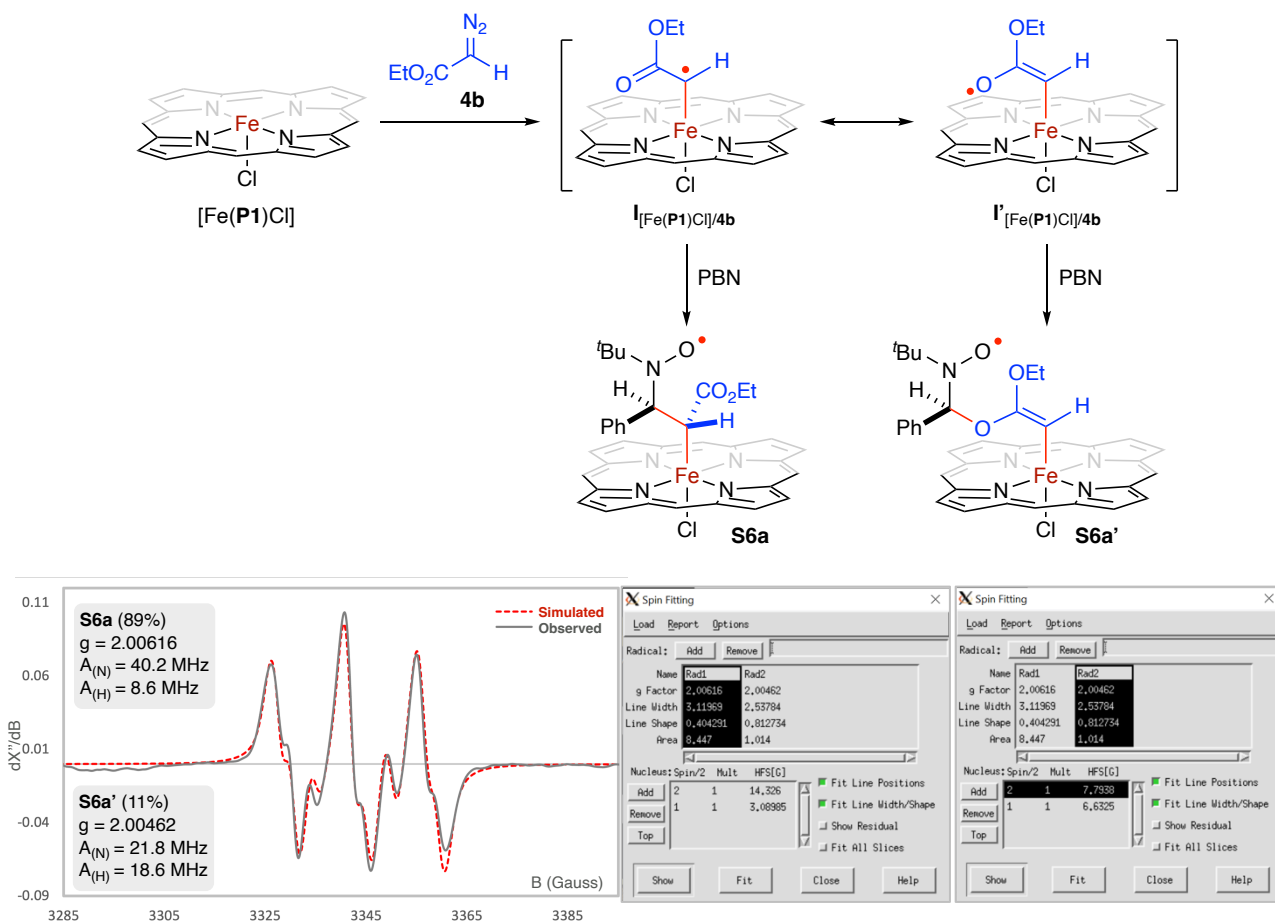 N2
EtO2C
H
4b
N
N
Fe
N
N
Cl
[Fe(P1)Cl]
OEt
O
H
N
N
Fe
N
N
Cl
I[Fe(P1)Cl]/4b
OEt
O
H
N
N
Fe
N
N
Cl
I'[Fe(P1)Cl]/4b
PBN
PBN
tBu
N
O
H
Ph
CO2Et
H
N
N
Fe
N
N
Cl
S6a
tBu
N
O
H
Ph
O
OEt
H
N
N
Fe
N
N
Cl
S6a'
0.11
0.06
0.01
-0.04
-0.09
dX"/dB
S6a (89%)
g = 2.00616
A(N) = 40.2 MHz
A(H) = 8.6 MHz
S6a' (11%)
g = 2.00462
A(N) = 21.8 MHz
A(H) = 18.6 MHz
Simulated
Observed
B (Gauss)
3285 3305 3325 3345 3365 3385
Spin Fitting
Load Report Options
Radical: Add Remove
Name Rad1 Rad2
g Factor 2.00616 2.00462
Line Width 3.11969 2.53784
Line Shape 0.404291 0.812734
Area 8.447 1.014
Nucleus: Spin/2 Mult HFS[G]
Add 2 1 14.326
Remove 1 1 3.08985
Top
Fit Line Positions
Fit Line Width/Shape
Show Residual
Fit All Slices
Show Fit Close Help
Spin Fitting
Load Report Options
Radical: Add Remove
Name Rad1 Rad2
g Factor 2.00616 2.00462
Line Width 3.11969 2.53784
Line Shape 0.404291 0.812734
Area 8.447 1.014
Nucleus: Spin/2 Mult HFS[G]
Add 2 1 7.7938
Remove 1 1 6.6325
Top
Fit Line Positions
Fit Line Width/Shape
Show Residual
Fit All Slices
Show Fit Close Help